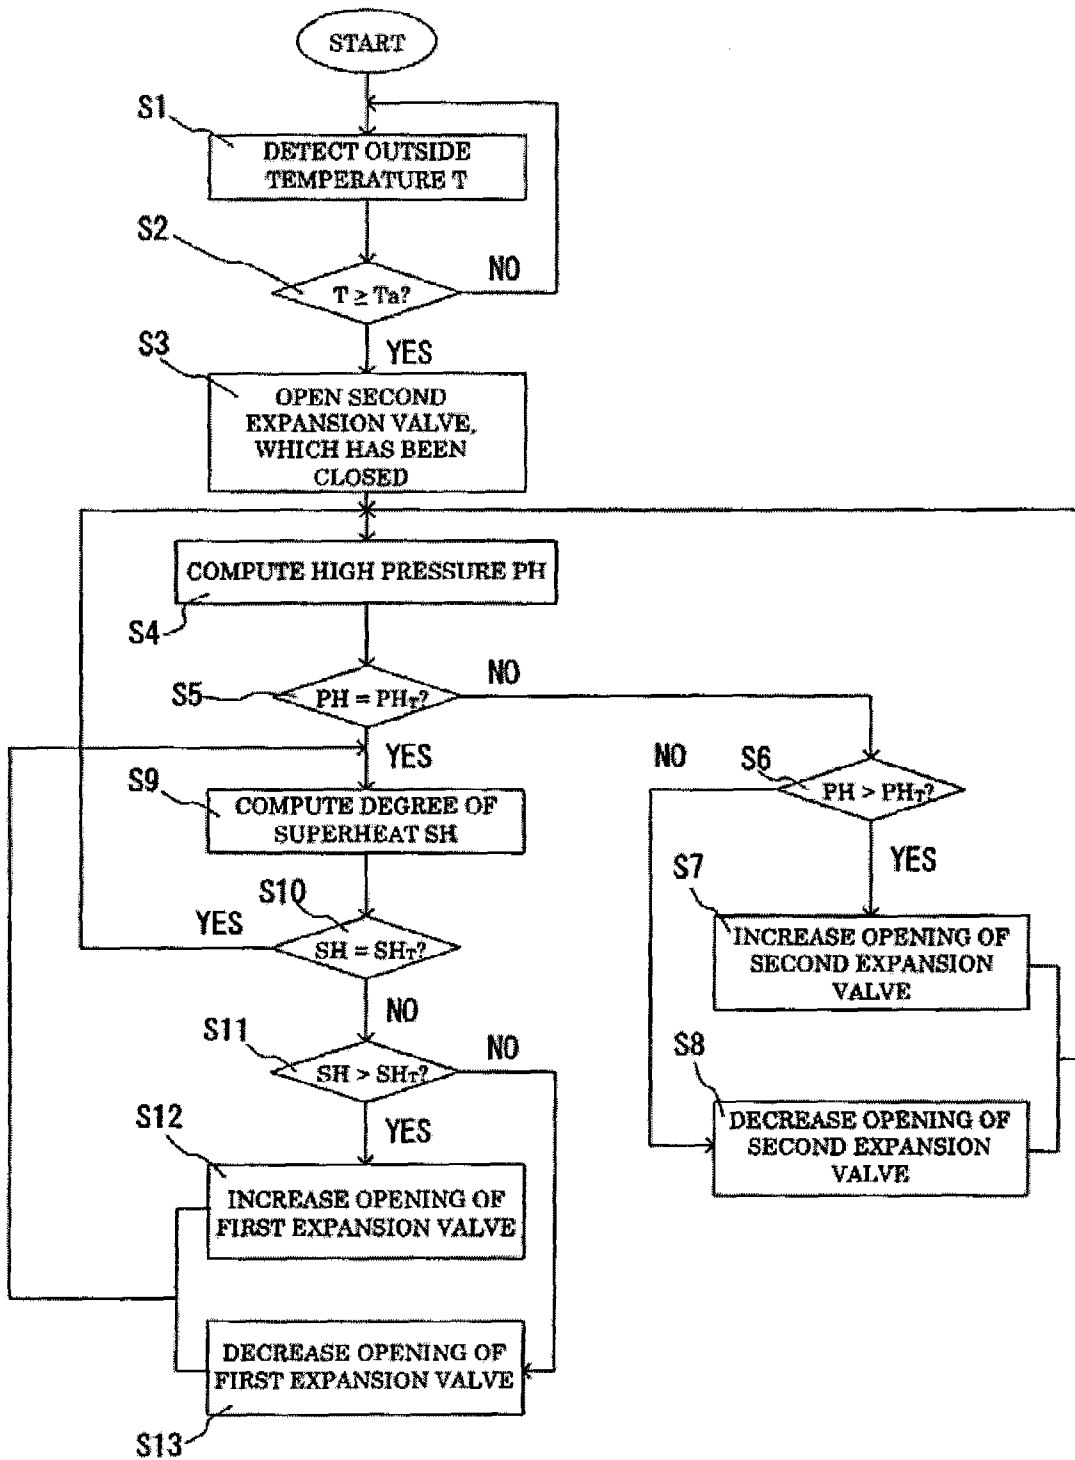 START
S1
DETECT OUTSIDE
TEMPERATURE T
S2
T ≥ Ta?
NO
YES
S3
OPEN SECOND
EXPANSION VALVE,
WHICH HAS BEEN
CLOSED
COMPUTE HIGH PRESSURE PH
S4
S5
PH = PHT?
NO
YES
S6
NO
PH > PHT?
YES
S7
INCREASE OPENING OF
SECOND EXPANSION
VALVE
S8
DECREASE OPENING OF
SECOND EXPANSION
VALVE
S9
COMPUTE DEGREE OF
SUPERHEAT SH
S10
YES
SH = SHT?
NO
S11
SH > SHT?
NO
YES
S12
INCREASE OPENING OF
FIRST EXPANSION VALVE
DECREASE OPENING OF
FIRST EXPANSION VALVE
S13